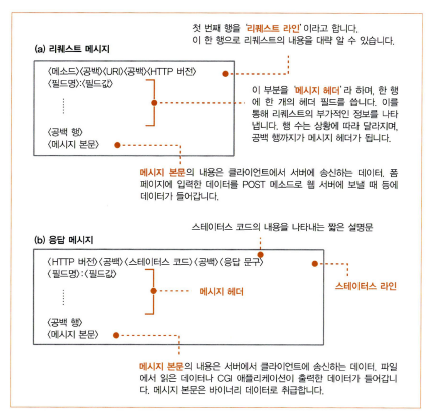 첫 번째 행을 '리퀘스트 라인'이라고 합니다.
이 한 행으로 리퀘스트의 내용을 대략 알 수 있습니다.
(a) 리퀘스트 메시지
<메소드><공백><URI><공백><HTTP 버전>
<필드명>:<필드값>
이 부분을 '메시지 헤더'라 하며, 한 행
에 한 개의 헤더 필드를 씁니다. 이를
통해 리퀘스트의 부가적인 정보를 나타
냅니다. 행 수는 상황에 따라 달라지며,
공백 행까지가 메시지 헤더가 됩니다.
<공백 행>
<메시지 본문>
메시지 본문의 내용은 클라이언트에서 서버에 송신하는 데이터. 폼
페이지에 입력한 데이터를 POST 메소드로 웹 서버에 보낼 때 등에
데이터가 들어갑니다.
스테이터스 코드의 내용을 나타내는 짧은 설명문
(b) 응답 메시지
<HTTP 버전><공백><스테이터스 코드><공백><응답 문구>
<필드명>:<필드값>
메시지 헤더
스테이터스 라인
<공백 행>
<메시지 본문>
메시지 본문의 내용은 서버에서 클라이언트에 송신하는 데이터. 파일
에서 읽은 데이터나 CGI 애플리케이션이 출력한 데이터가 들어갑니
다. 메시지 본문은 바이너리 데이터로 취급합니다.